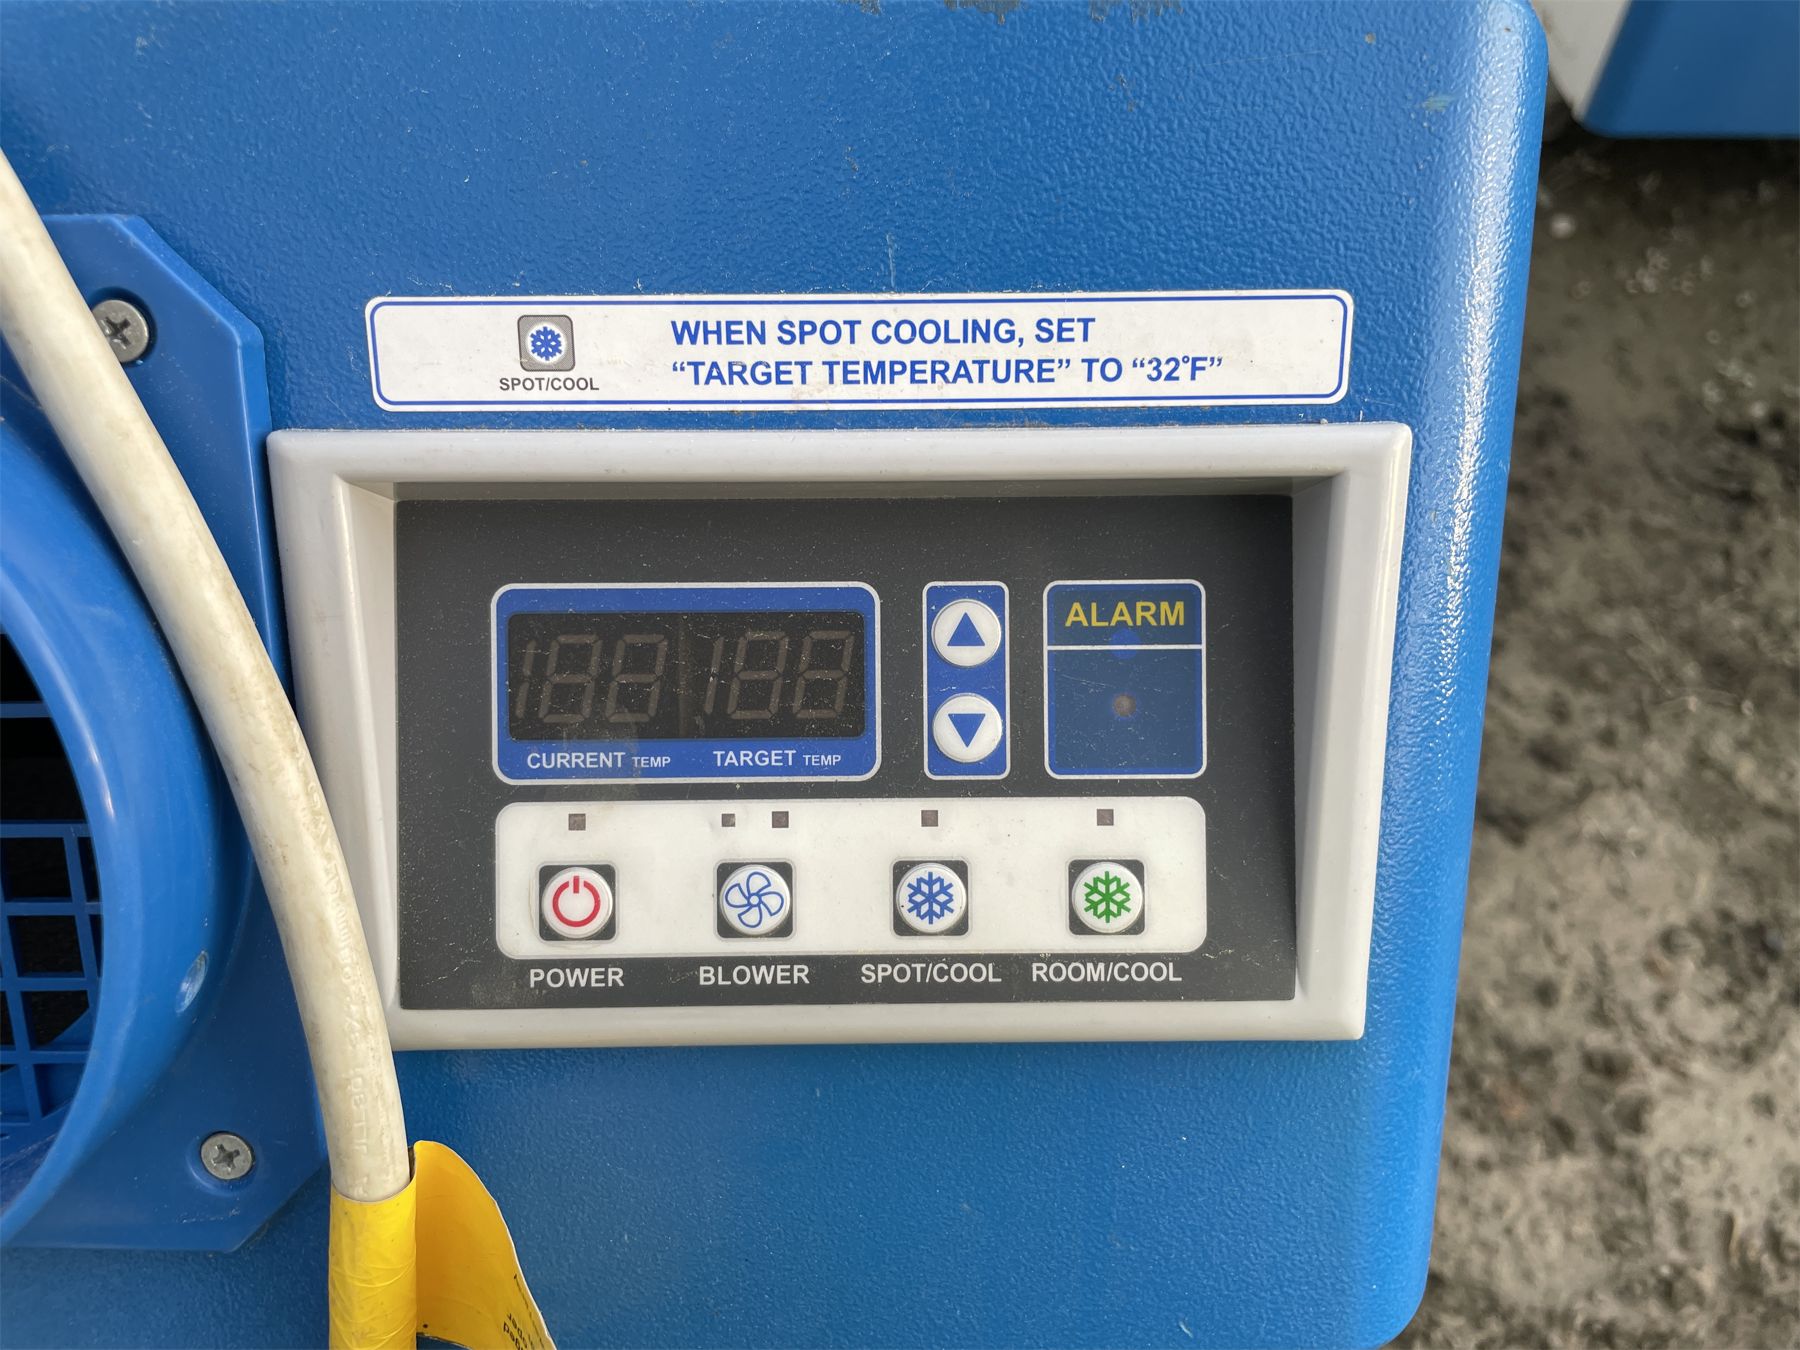 WHEN SPOT COOLING, SET
“TARGET TEMPERATURE” TO “32°F”
SPOT/COOL
ALARM
CURRENT TEMP
TARGET TEMP
POWER
BLOWER
SPOT/COOL
ROOM/COOL